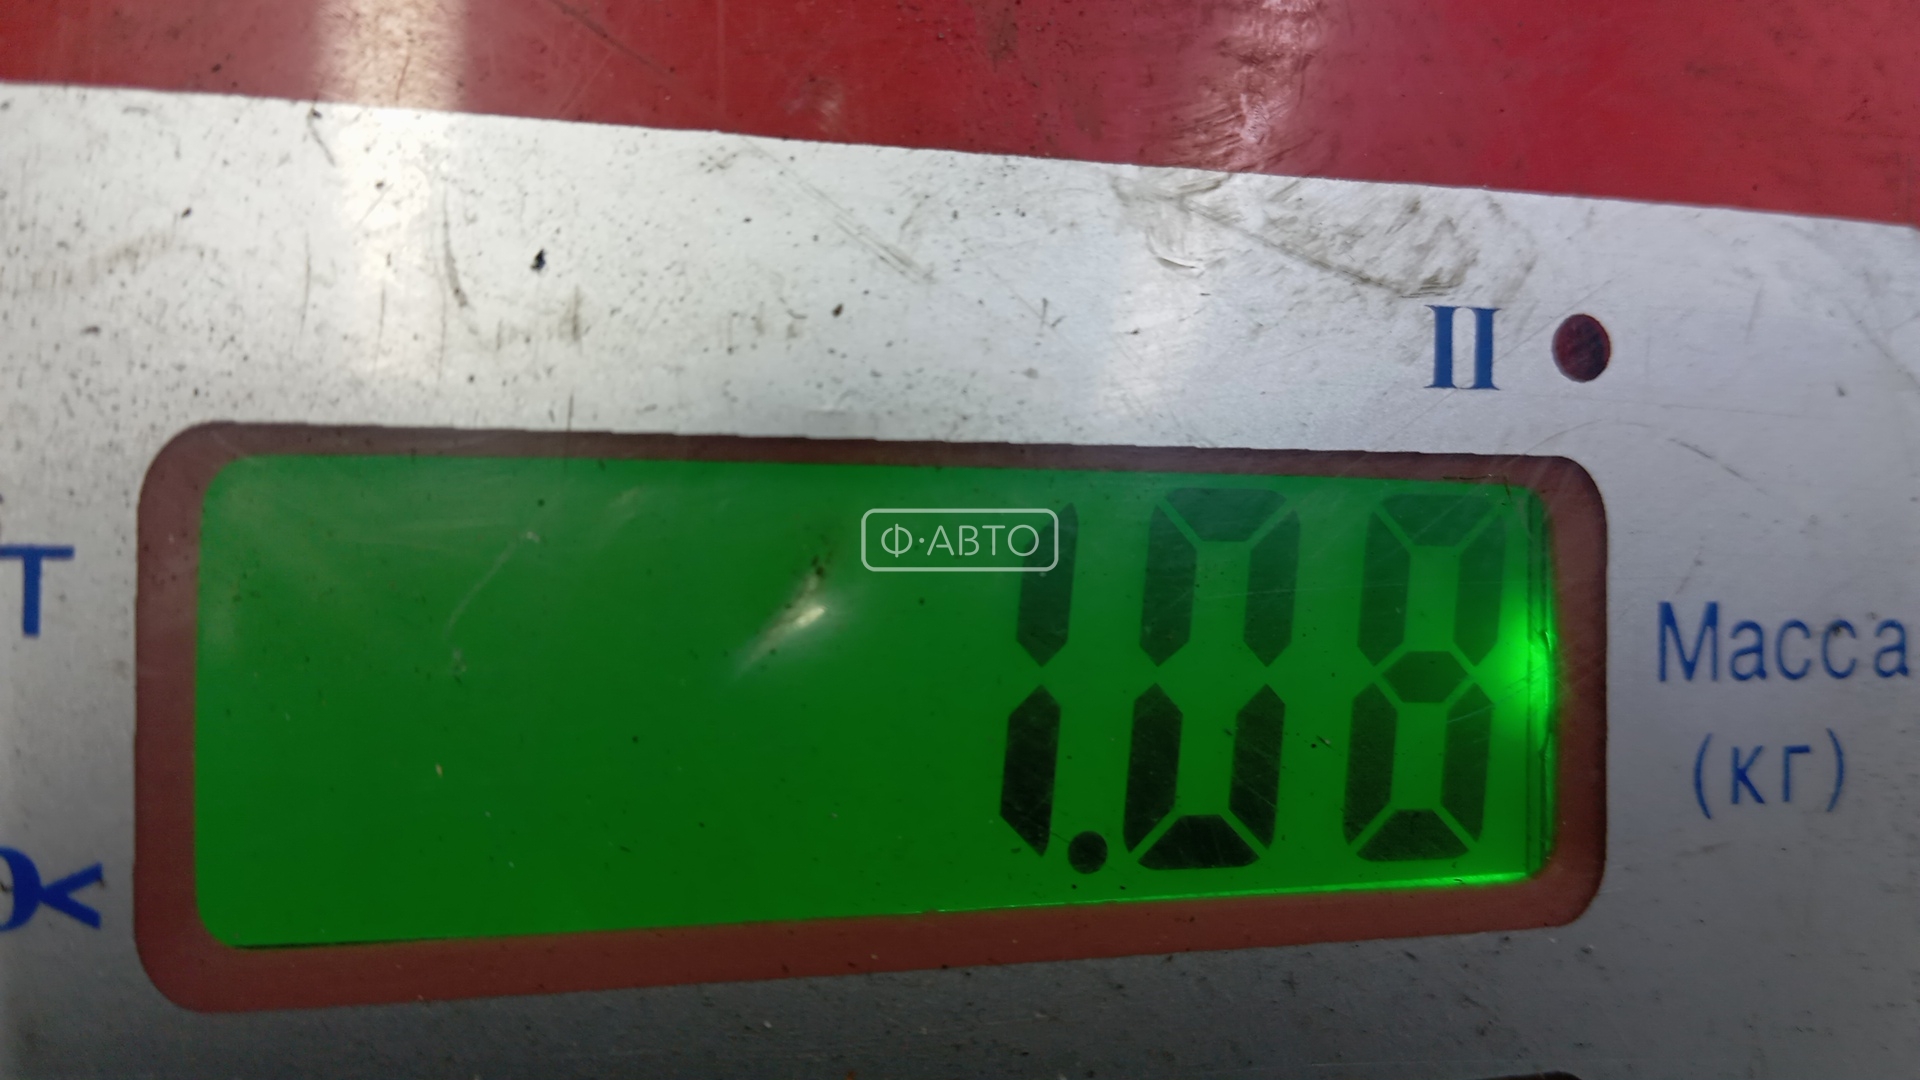 II
Ф·АВТО
Т
1.08
Масса
(кг)